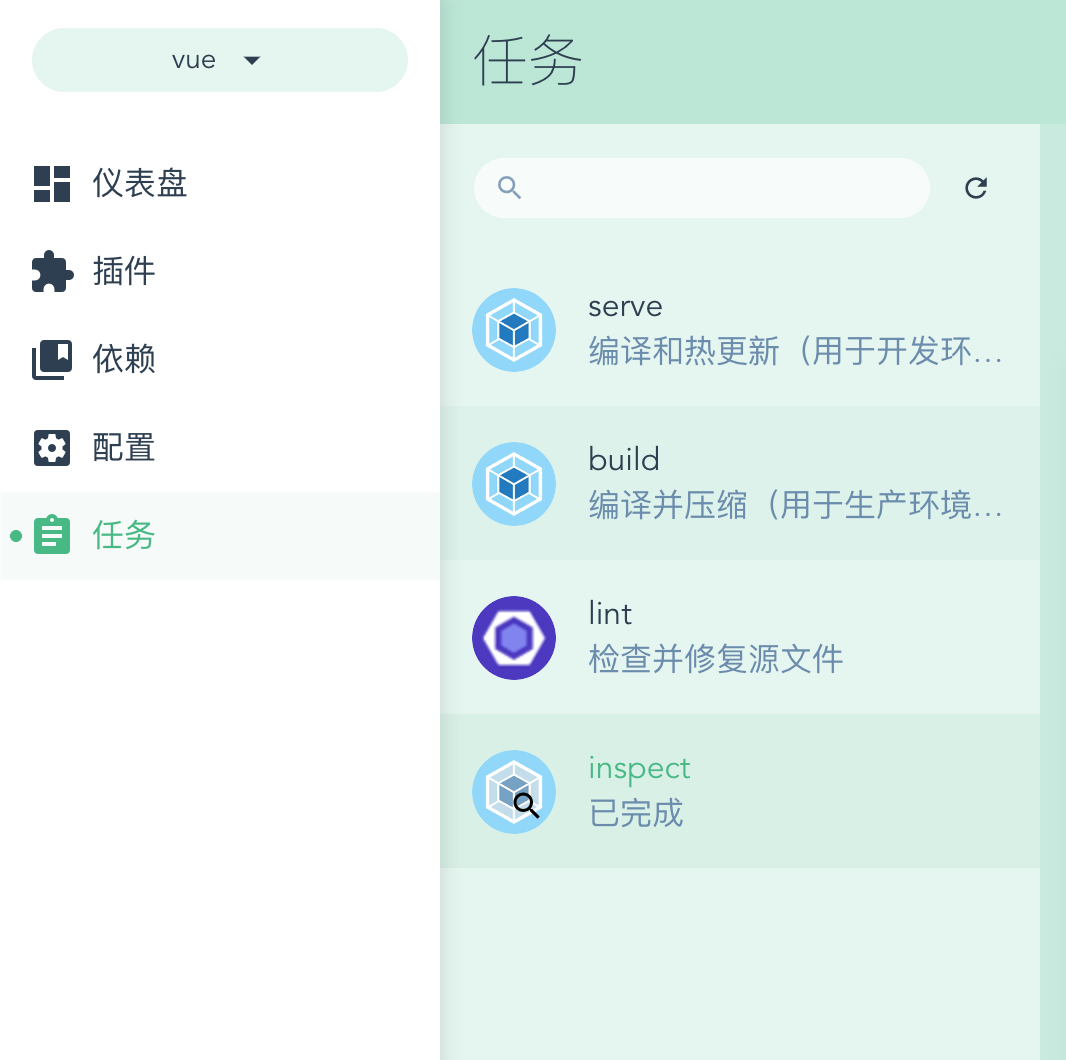 vue
仪表盘
插件
依赖
配置
任务
任务
serve
编译和热更新（用于开发环…
build
编译并压缩（用于生产环境…
lint
检查并修复源文件
inspect
已完成